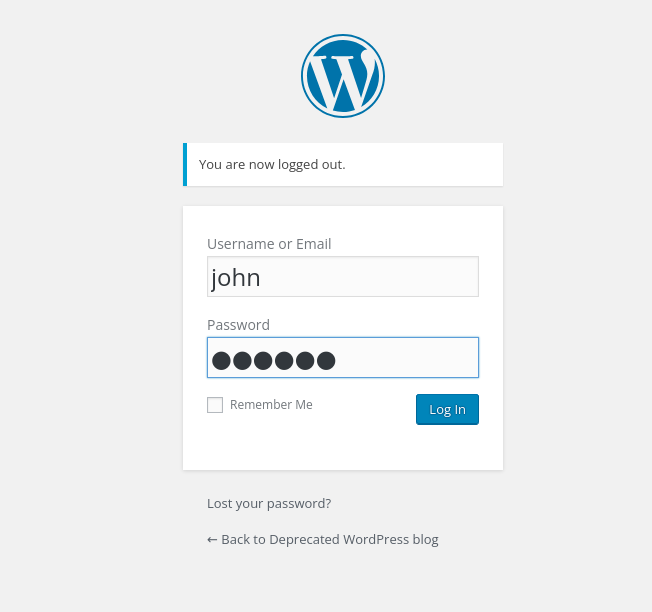 You are now logged out.
Username or Email
john
Password
●●●●●●
Remember Me
Log In
Lost your password?
← Back to Deprecated WordPress blog